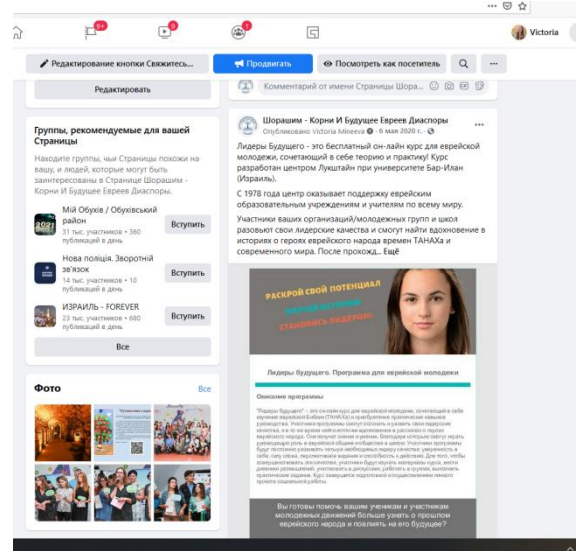 9+
9
1
Victoria
Редактирование кнопки Свяжитесь...
Продвигать
Посмотреть как посетитель
Редактировать
Группы, рекомендуемые для вашей
Страницы
Находите группы, чьи Страницы похожи на
вашу, и людей, которые могут быть
заинтересованы в Странице Шорашим -
Корни И Будущее Евреев Диаспоры.
Мій Обухів / Обухівський
район
31 тыс. участников • 360
публикаций в день
Вступить
Нова поліція. Зворотній
зв'язок
14 тыс. участников • 10
публикаций в день
Вступить
ИЗРАИЛЬ - FOREVER
23 тыс. участников • 680
публикаций в день
Вступить
Все
Фото
Все
Комментарий от имени Страницы Шора...
Шорашим - Корни И Будущее Евреев Диаспоры
Опубликовано Victoria Mineeva · 6 мая 2020 г. ·
Лидеры Будущего - это бесплатный он-лайн курс для еврейской
молодежи, сочетающий в себе теорию и практику! Курс
разработан центром Лукштайн при университете Бар-Илан
(Израиль).
С 1978 года центр оказывает поддержку еврейским
образовательным учреждениям и учителям по всему миру.
Участники ваших организаций/молодежных групп и школ
разовьют свои лидерские качества и смогут найти вдохновение в
историях о героях еврейского народа времен ТАНАХа и
современного мира. После прохожд... Ещё
РАСКРОЙ СВОЙ ПОТЕНЦИАЛ
СТАНОВИСЬ ЛИДЕРОМ!
Лидеры будущего. Программа для еврейской молодежи
Описание программы
Вы готовы помочь вашим ученикам и участникам
молодежных движений больше узнать о прошлом
еврейского народа и повлиять на его будущее?